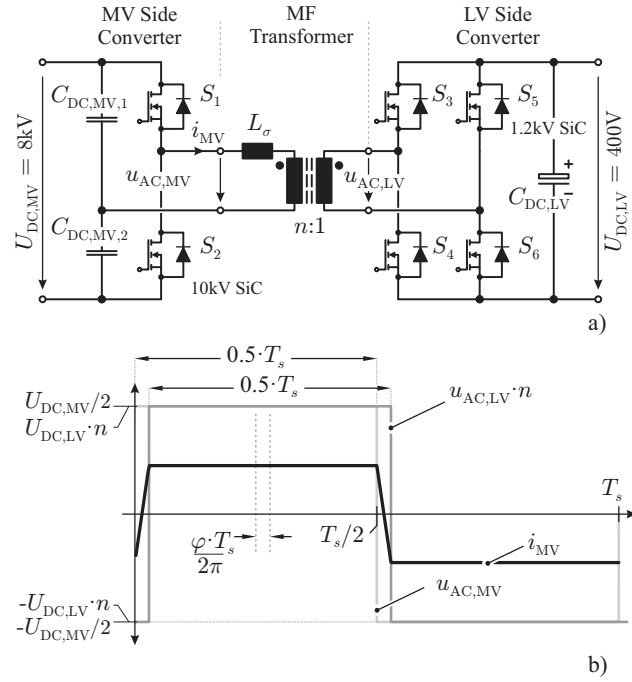 MV Side Converter
MF Transformer
LV Side Converter
C_DC,MV,1
S_1
S_3
S_5
i_MV
L_σ
1.2kV SiC
U_DC,MV = 8kV
u_AC,MV
u_AC,LV
+
−
C_DC,LV
U_DC,LV = 400V
n:1
C_DC,MV,2
S_2
S_4
S_6
10kV SiC
a)
0.5·T_s
0.5·T_s
U_DC,MV/2
U_DC,LV·n
u_AC,LV·n
T_s
φ·T_s
2π
T_s/2
i_MV
-U_DC,LV·n
-U_DC,MV/2
u_AC,MV
b)